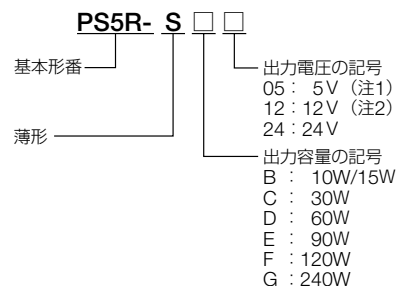 PS5R- S □ □
基本形番
薄形
出力電圧の記号
05： 5V（注1）
12：12V（注2）
24：24V
出力容量の記号
B ： 10W/15W
C ： 30W
D ： 60W
E ： 90W
F ：120W
G ：240W